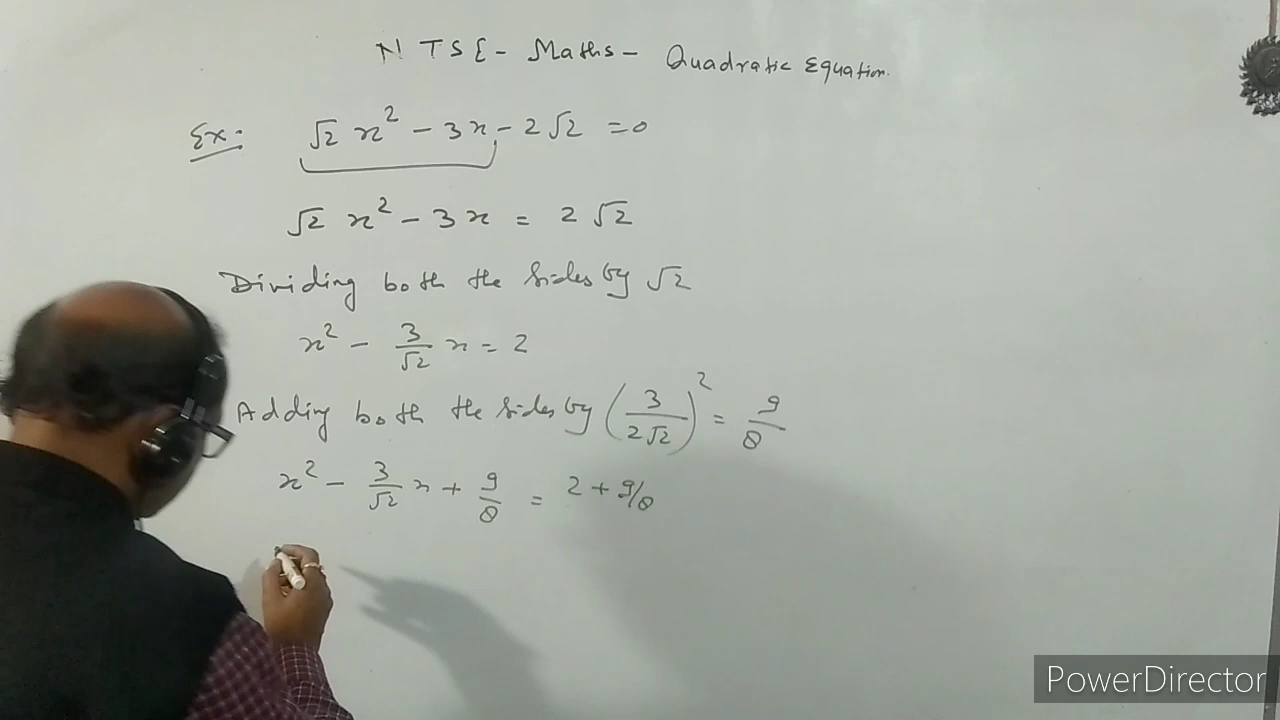 NTSE - Maths - Quadratic Equation.
Ex: √2 x² - 3x - 2√2 = 0
√2 x² - 3x = 2√2
Dividing both the sides by √2
x² - 3/√2 x = 2
Adding both the sides by (3/2√2)² = 9/8
x² - 3/√2 x + 9/8 = 2 + 9/8
PowerDirector